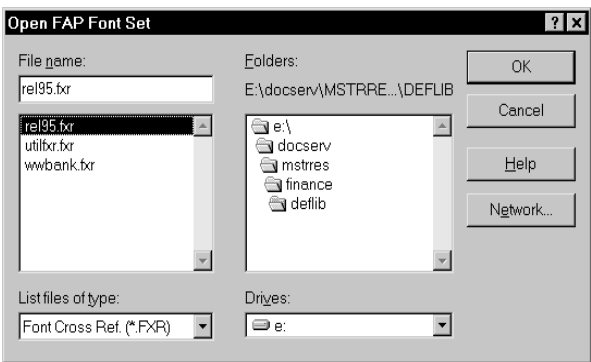 Open FAP Font Set
File name:
rel95.fxr
rel95.fxr
utilfxr.fxr
wwbank.fxr
List files of type:
Font Cross Ref. (*.FXR)
Folders:
E:\docserv\MSTRRE...\DEFLIB
e:\
docserv
mstrres
finance
deflib
Drives:
e:
OK
Cancel
Help
Network...